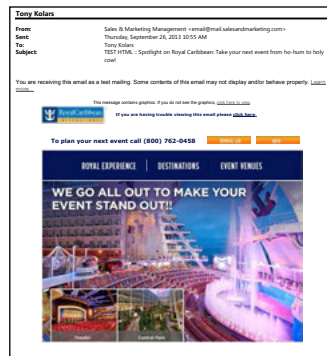 Tony Kolars
From: Sales & Marketing Management <email@mail.salesandmarketing.com>
Sent: Thursday, September 26, 2013 10:55 AM
To: Tony Kolars
Subject: TEST HTML :: Spotlight on Royal Caribbean: Take your next event from ho-hum to holy
cow!
You are receiving this email as a test mailing. Some contents of this email may not display and/or behave properly. Learn
more...
This message contains graphics. If you do not see the graphics, click here to view.
RoyalCaribbean
INTERNATIONAL
If you are having trouble viewing this email please click here.
To plan your next event call (800) 762-0458
EMAIL US
ROYAL EXPERIENCE | DESTINATIONS | EVENT VENUES
WE GO ALL OUT TO MAKE YOUR
EVENT STAND OUT!!
Theater
Central Park